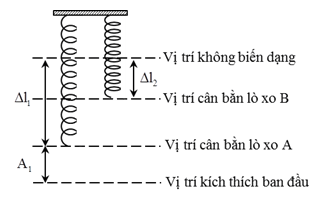 Vị trí không biến dạng
Δl₁
Δl₂
Vị trí cân bằn lò xo B
Vị trí cân bằn lò xo A
A₁
Vị trí kích thích ban đầu